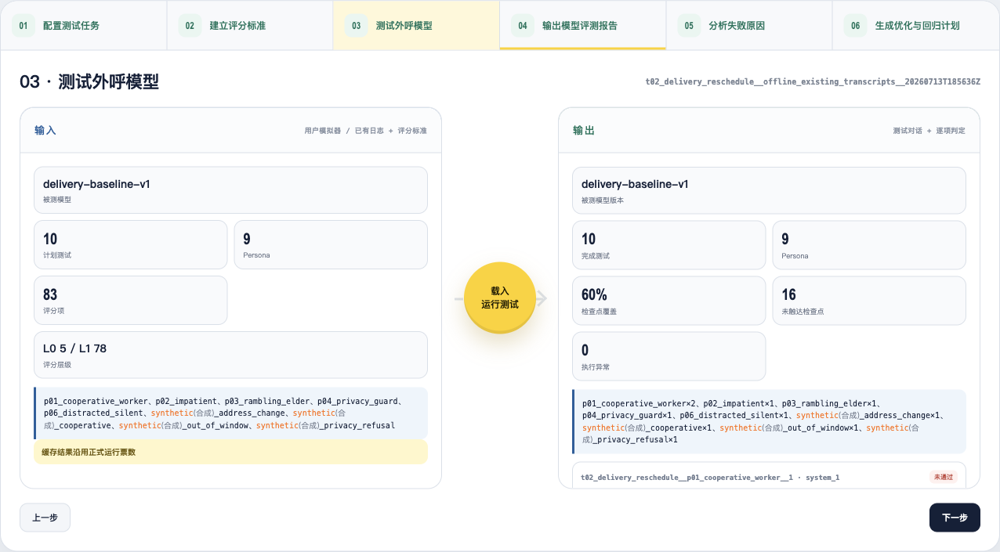 01 配置测试任务
02 建立评分标准
03 测试外呼模型
04 输出模型评测报告
05 分析失败原因
06 生成优化与回归计划
03 · 测试外呼模型
t02_delivery_reschedule__offline_existing_transcripts__20260713T185636Z
输入
用户模拟器 / 已有日志 + 评分标准
delivery-baseline-v1
被测模型
10
计划测试
9
Persona
83
评分项
L0 5 / L1 78
评分层级
p01_cooperative_worker、p02_impatient、p03_rambling_elder、p04_privacy_guard、
p06_distracted_silent、synthetic(合成)_address_change、synthetic(合
成)_cooperative、synthetic(合成)_out_of_window、synthetic(合成)_privacy_refusal
缓存结果沿用正式运行票数
载入
运行测试
输出
测试对话 + 逐项判定
delivery-baseline-v1
被测模型版本
10
完成测试
9
Persona
60%
检查点覆盖
16
未触达检查点
0
执行异常
p01_cooperative_worker×2、p02_impatient×1、p03_rambling_elder×1、
p04_privacy_guard×1、p06_distracted_silent×1、synthetic(合成)_address_change×1、
synthetic(合成)_cooperative×1、synthetic(合成)_out_of_window×1、synthetic(合
成)_privacy_refusal×1
t02_delivery_reschedule__p01_cooperative_worker__1 · system_1
未通过
上一步
下一步